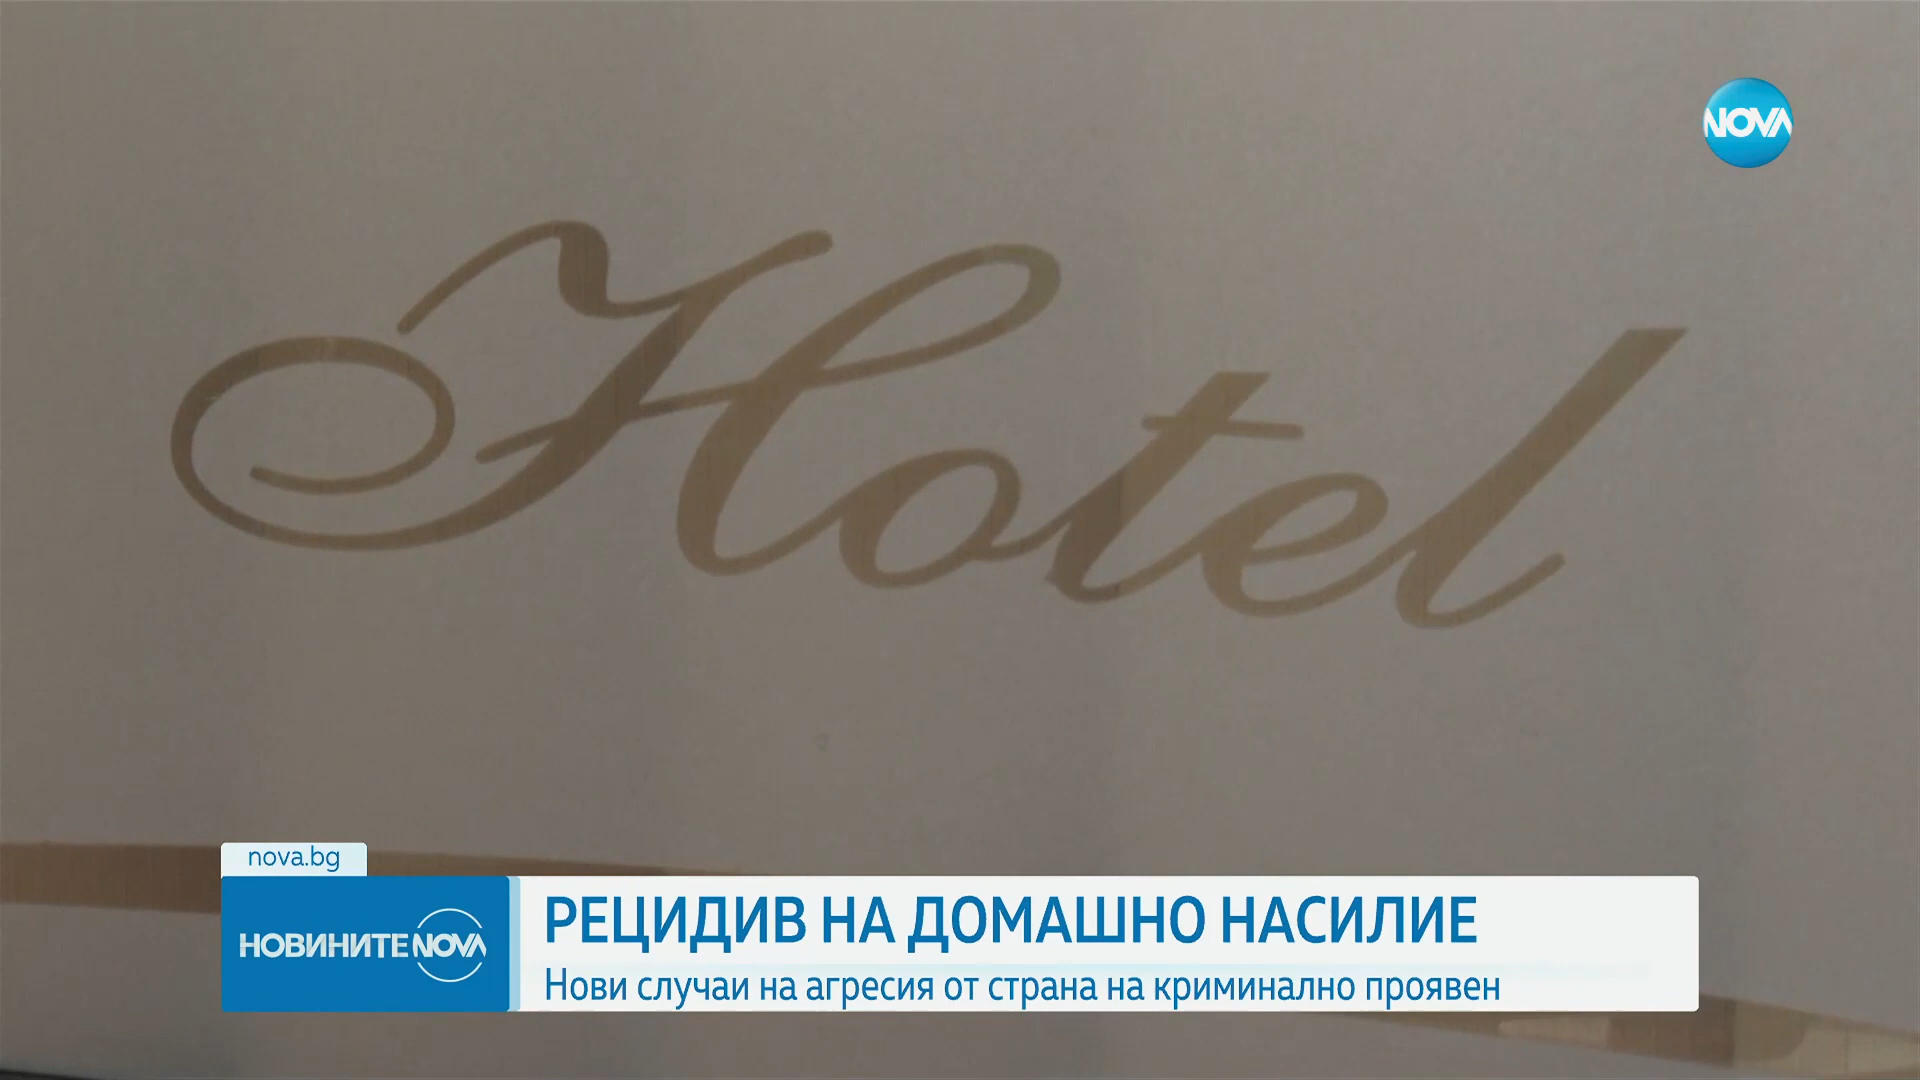 NOVA
Hotel
nova.bg
НОВИНИТЕ NOVA
РЕЦИДИВ НА ДОМАШНО НАСИЛИЕ
Нови случаи на агресия от страна на криминално проявен